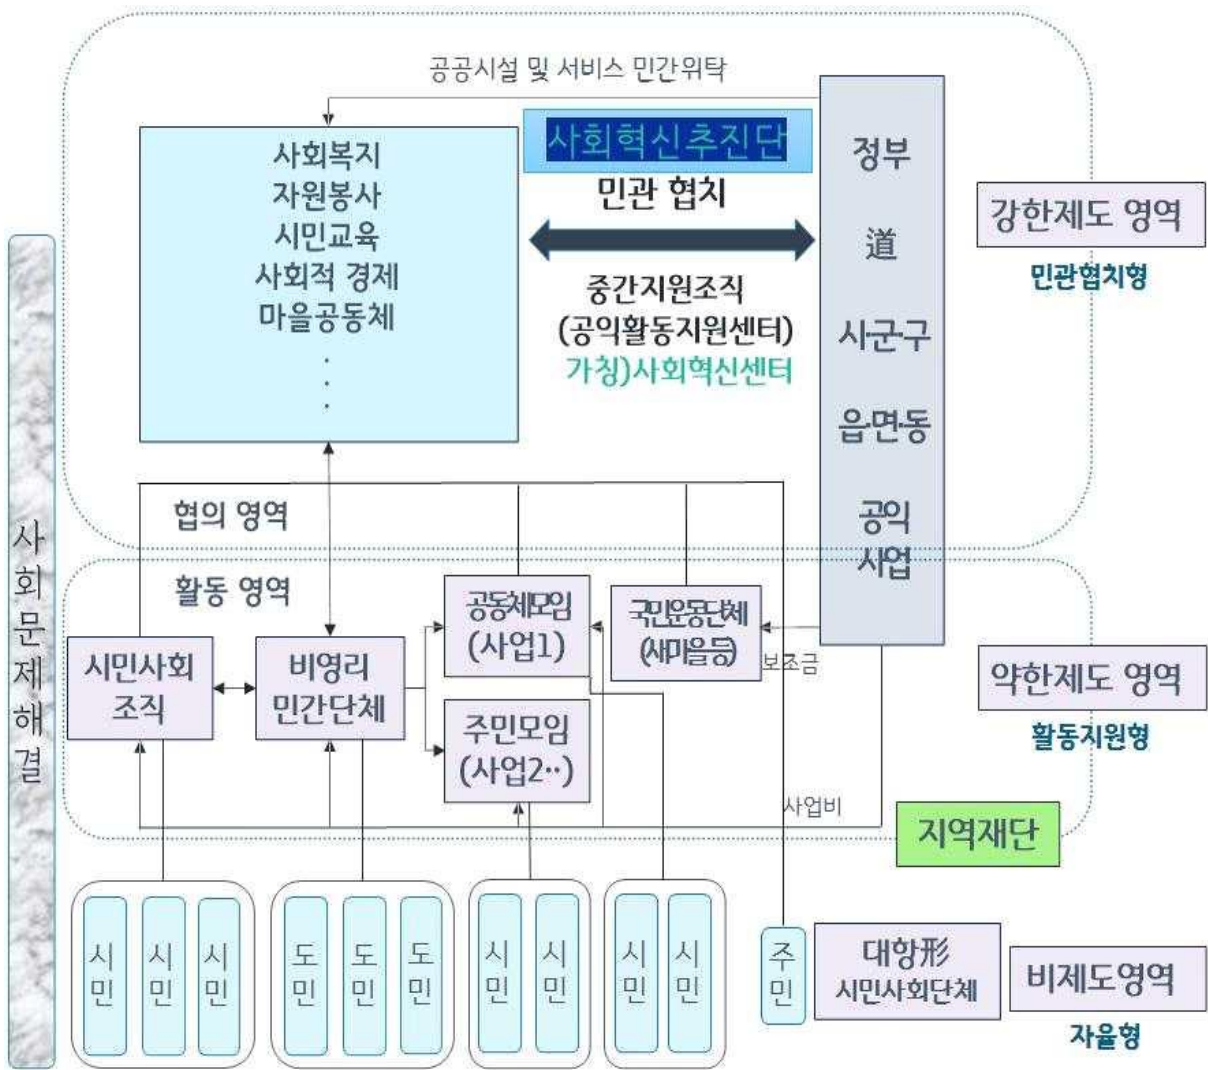 공공시설 및 서비스 민간위탁
사회복지
자원봉사
시민교육
사회적 경제
마을공동체
사회혁신추진단
민관 협치
중간지원조직
(공익활동지원센터)
가칭)사회혁신센터
정부
道
시·군·구
읍·면·동
공익
사업
강한제도 영역
민관협치형
사회문제해결
협의 영역
활동 영역
시민사회
조직
비영리
민간단체
공동체모임
(사업1)
주민모임
(사업2··)
국민운동단체
(새마을등)
보조금
사업비
약한제도 영역
활동지원형
지역재단
시민
시민
시민
도민
도민
도민
시민
시민
시민
시민
주민
대항形
시민사회단체
비제도영역
자율형